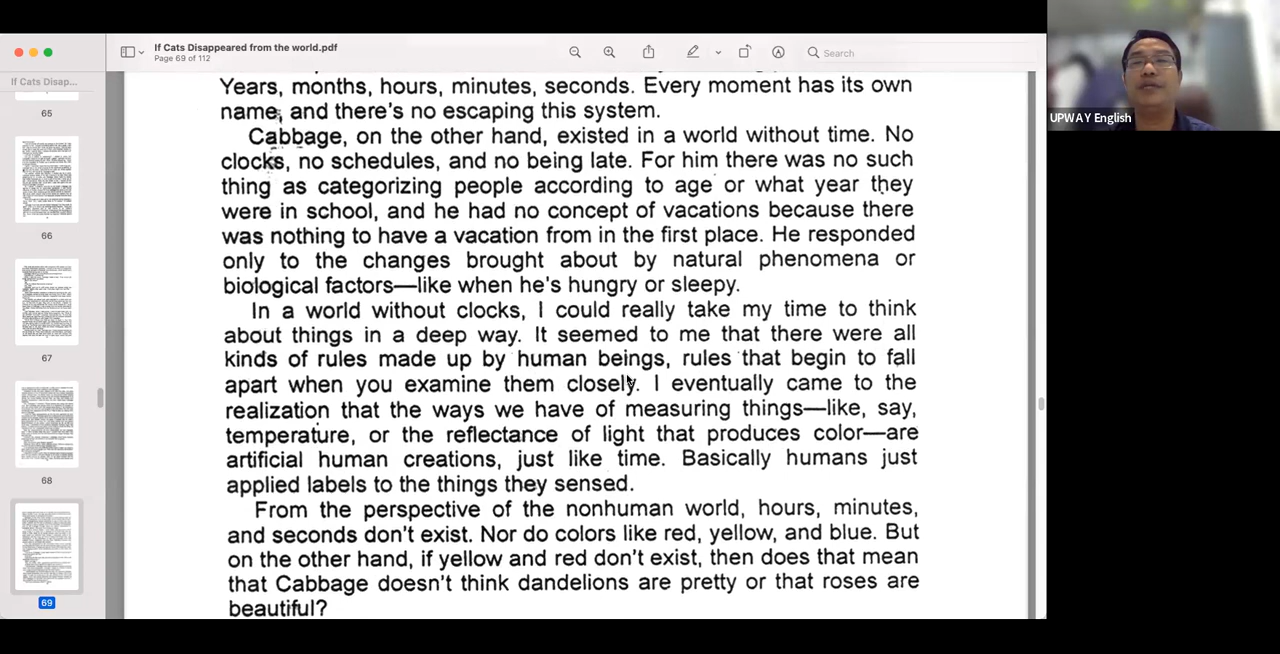 If Cats Disappeared from the world.pdf
Page 69 of 112
Search
If Cats Disap...
65
66
67
68
69
Years, months, hours, minutes, seconds. Every moment has its own
name, and there's no escaping this system.
Cabbage, on the other hand, existed in a world without time. No
clocks, no schedules, and no being late. For him there was no such
thing as categorizing people according to age or what year they
were in school, and he had no concept of vacations because there
was nothing to have a vacation from in the first place. He responded
only to the changes brought about by natural phenomena or
biological factors—like when he's hungry or sleepy.
In a world without clocks, I could really take my time to think
about things in a deep way. It seemed to me that there were all
kinds of rules made up by human beings, rules that begin to fall
apart when you examine them closely. I eventually came to the
realization that the ways we have of measuring things—like, say,
temperature, or the reflectance of light that produces color—are
artificial human creations, just like time. Basically humans just
applied labels to the things they sensed.
From the perspective of the nonhuman world, hours, minutes,
and seconds don't exist. Nor do colors like red, yellow, and blue. But
on the other hand, if yellow and red don't exist, then does that mean
that Cabbage doesn't think dandelions are pretty or that roses are
beautiful?
UPWAY English